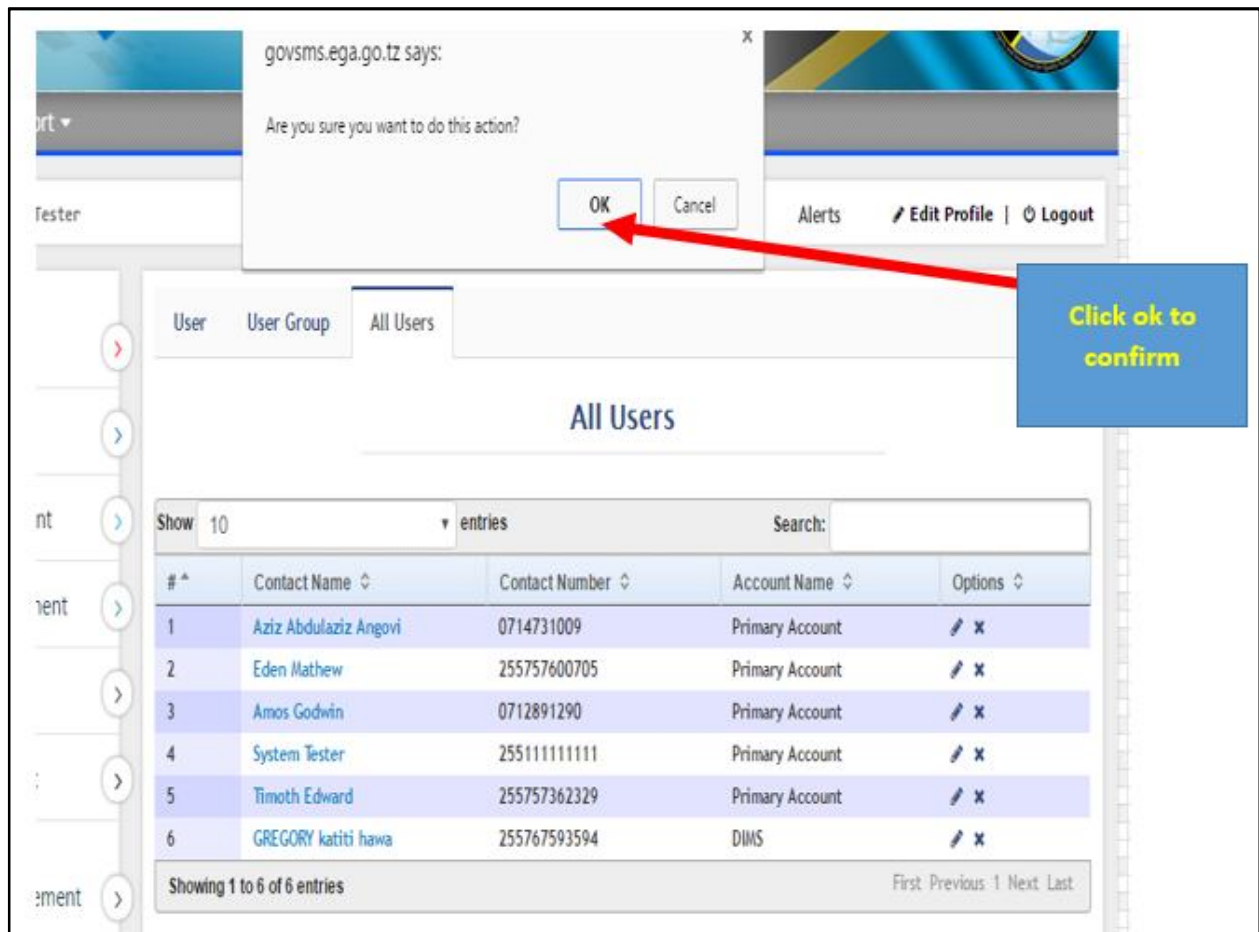 govsms.ega.go.tz says:
x
Are you sure you want to do this action?
ort
OK Cancel
Tester
Alerts Edit Profile | Logout
Click ok to
confirm
User User Group All Users
All Users
nt
Show 10 entries Search:
# Contact Name Contact Number Account Name Options
nent
1 Aziz Abdulaziz Angovi 0714731009 Primary Account
2 Eden Mathew 255757600705 Primary Account
3 Amos Godwin 0712891290 Primary Account
4 System Tester 255111111111 Primary Account
5 Timoth Edward 255757362329 Primary Account
6 GREGORY katiti hawa 255767593594 DIMS
Showing 1 to 6 of 6 entries First Previous 1 Next Last
ement